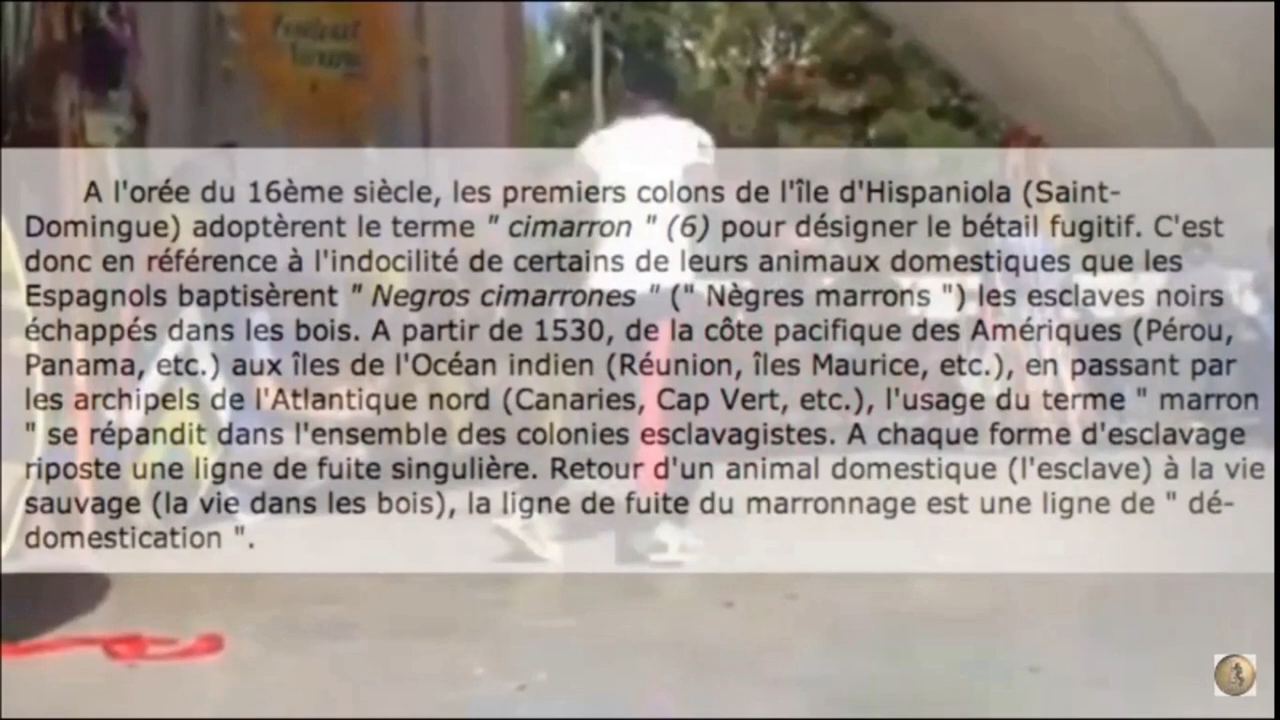 Festival
A l'orée du 16ème siècle, les premiers colons de l'île d'Hispaniola (Saint-
Domingue) adoptèrent le terme " cimarron " (6) pour désigner le bétail fugitif. C'est
donc en référence à l'indocilité de certains de leurs animaux domestiques que les
Espagnols baptisèrent " Negros cimarrones " (" Nègres marrons ") les esclaves noirs
échappés dans les bois. A partir de 1530, de la côte pacifique des Amériques (Pérou,
Panama, etc.) aux îles de l'Océan indien (Réunion, îles Maurice, etc.), en passant par
les archipels de l'Atlantique nord (Canaries, Cap Vert, etc.), l'usage du terme " marron
" se répandit dans l'ensemble des colonies esclavagistes. A chaque forme d'esclavage
riposte une ligne de fuite singulière. Retour d'un animal domestique (l'esclave) à la vie
sauvage (la vie dans les bois), la ligne de fuite du marronnage est une ligne de " dé-
domestication ".